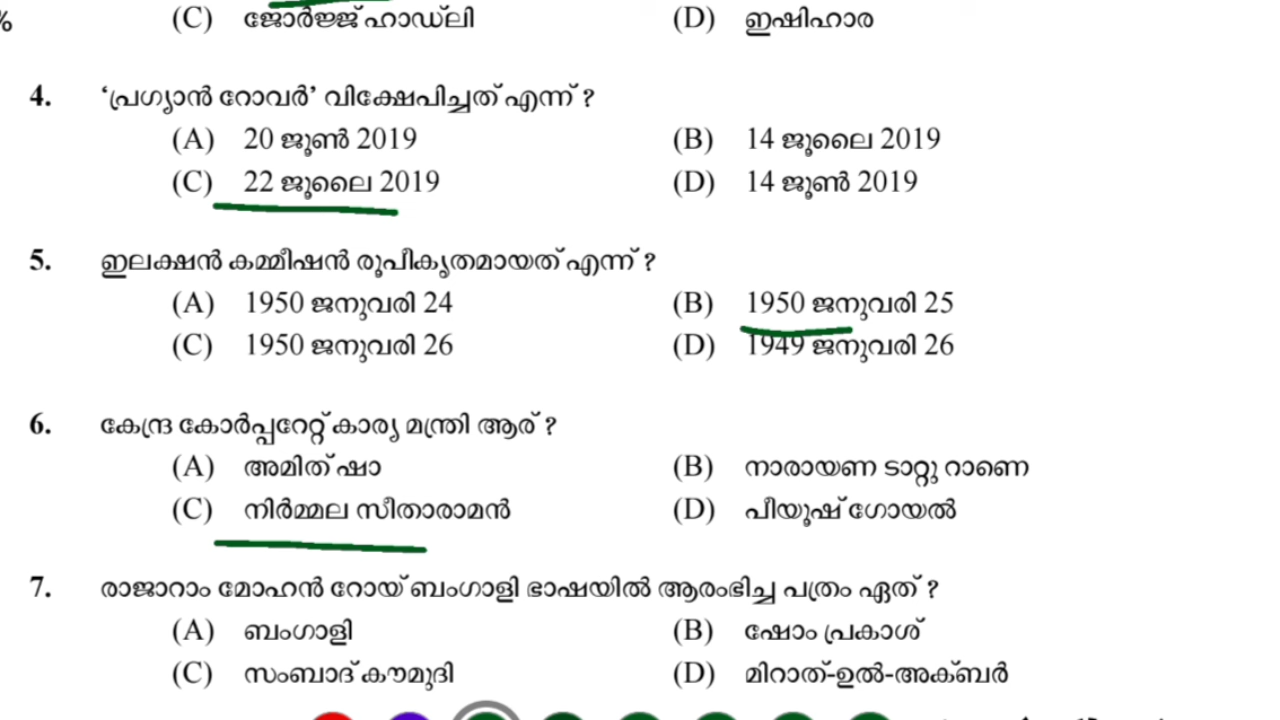 %
(C) ജോർജ്ജ് ഹാഡ്‌ലി (D) ഇഷിഹാര
4. ‘പ്രഗ്യാൻ റോവർ’ വിക്ഷേപിച്ചത് എന്ന് ?
(A) 20 ജൂൺ 2019 (B) 14 ജൂലൈ 2019
(C) 22 ജൂലൈ 2019 (D) 14 ജൂൺ 2019
5. ഇലക്ഷൻ കമ്മീഷൻ രൂപീകൃതമായത് എന്ന് ?
(A) 1950 ജനുവരി 24 (B) 1950 ജനുവരി 25
(C) 1950 ജനുവരി 26 (D) 1949 ജനുവരി 26
6. കേന്ദ്ര കോർപ്പറേറ്റ് കാര്യ മന്ത്രി ആര് ?
(A) അമിത് ഷാ (B) നാരായണ ടാറ്റു റാണെ
(C) നിർമ്മല സീതാരാമൻ (D) പീയൂഷ് ഗോയൽ
7. രാജാറാം മോഹൻ റോയ് ബംഗാളി ഭാഷയിൽ ആരംഭിച്ച പത്രം ഏത് ?
(A) ബംഗാളി (B) ഷോം പ്രകാശ്
(C) സംബാദ് കൗമുദി (D) മിറാത്-ഉൽ-അക്ബർ